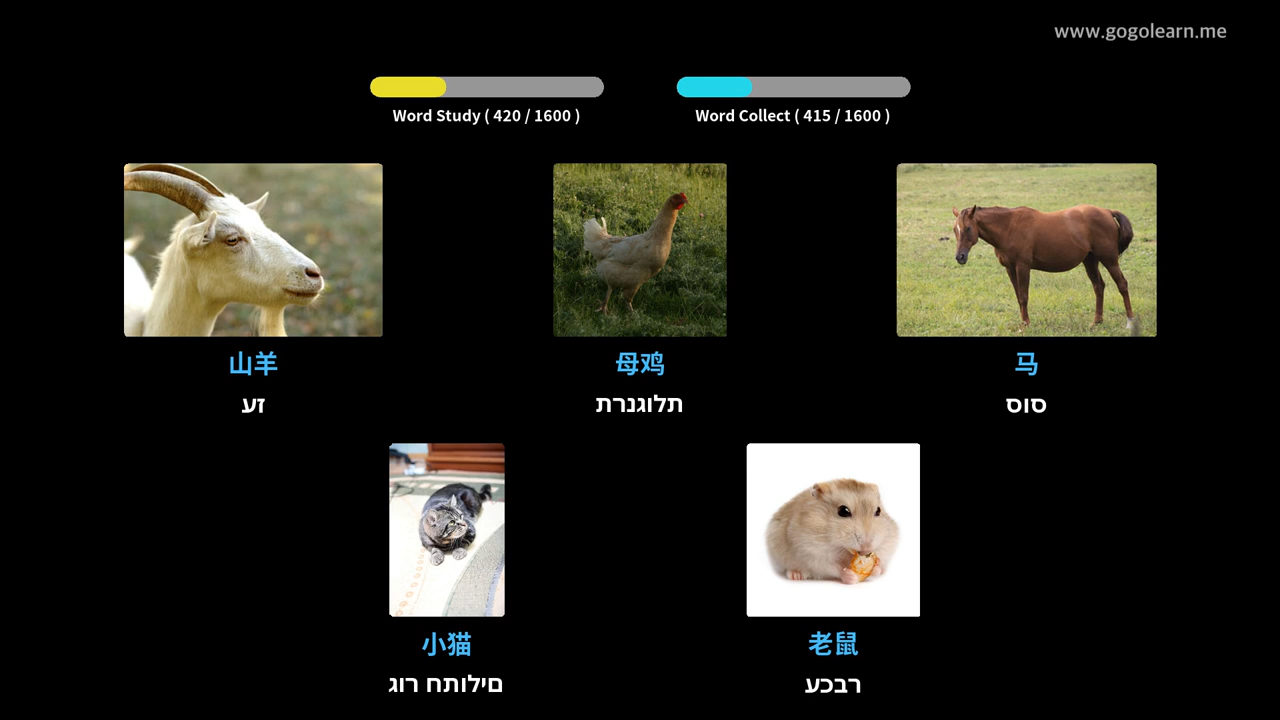 www.gogolearn.me
Word Study ( 420 / 1600 )
Word Collect ( 415 / 1600 )
山羊
עז
母鸡
תרנגולת
马
סוס
小猫
גור חתולים
老鼠
עכבר